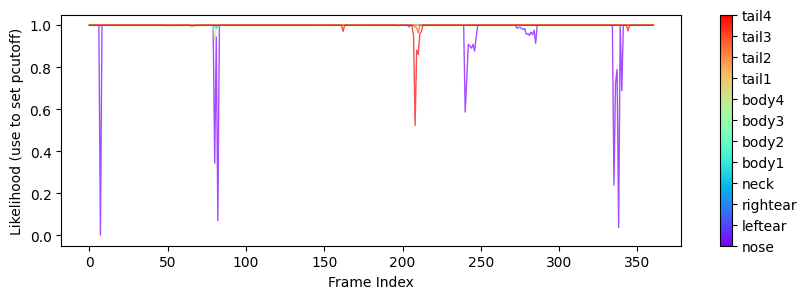 Likelihood (use to set pcutoff)
1.0
0.8
0.6
0.4
0.2
0.0
0
50
100
150
200
250
300
350
Frame Index
tail4
tail3
tail2
tail1
body4
body3
body2
body1
neck
rightear
leftear
nose